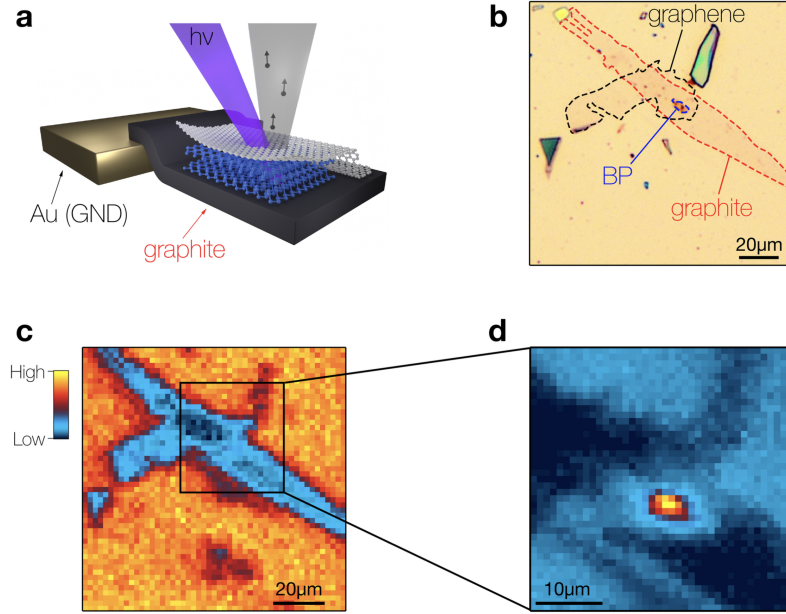 a
hν
Au (GND)
graphite
b
graphene
BP
graphite
20μm
c
High
Low
20μm
d
10μm